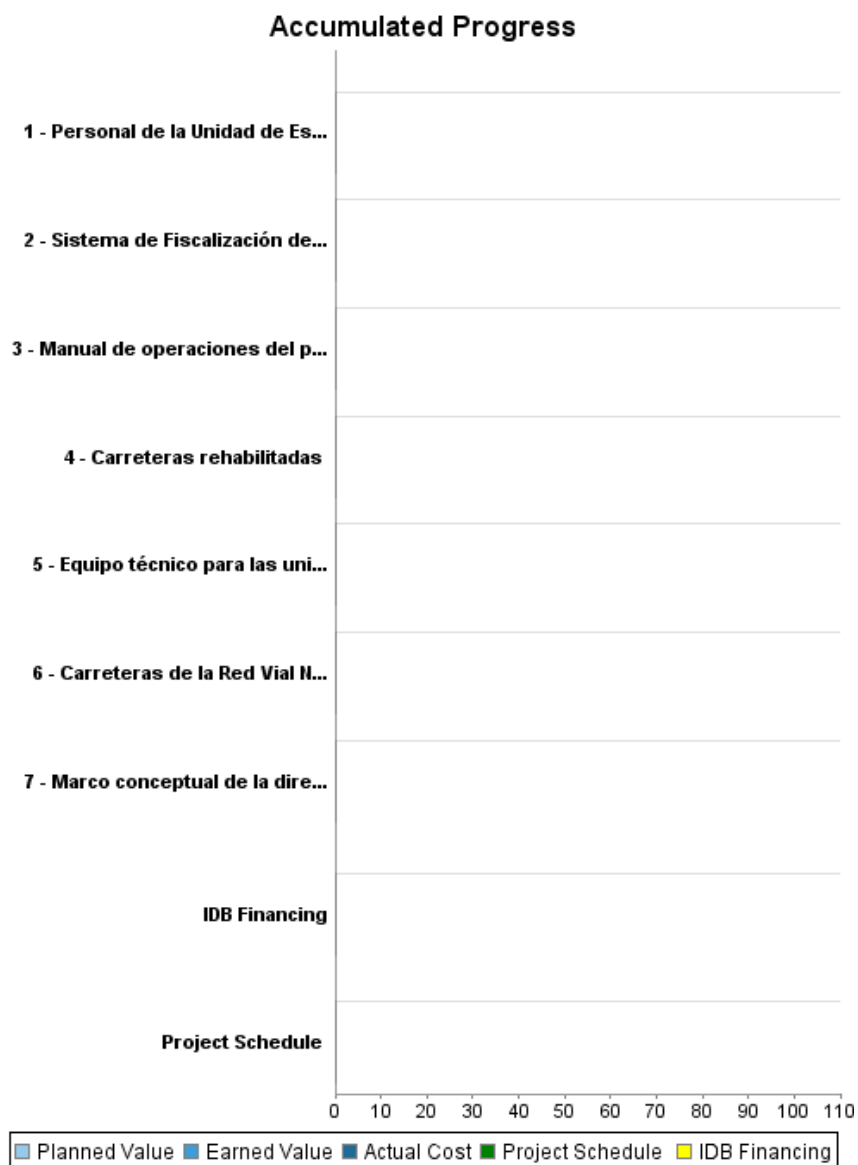 Accumulated Progress
1 - Personal de la Unidad de Es...
2 - Sistema de Fiscalización de...
3 - Manual de operaciones del p...
4 - Carreteras rehabilitadas
5 - Equipo técnico para las uni...
6 - Carreteras de la Red Vial N...
7 - Marco conceptual de la dire...
IDB Financing
Project Schedule
0 10 20 30 40 50 60 70 80 90 100 110
Planned Value Earned Value Actual Cost Project Schedule IDB Financing